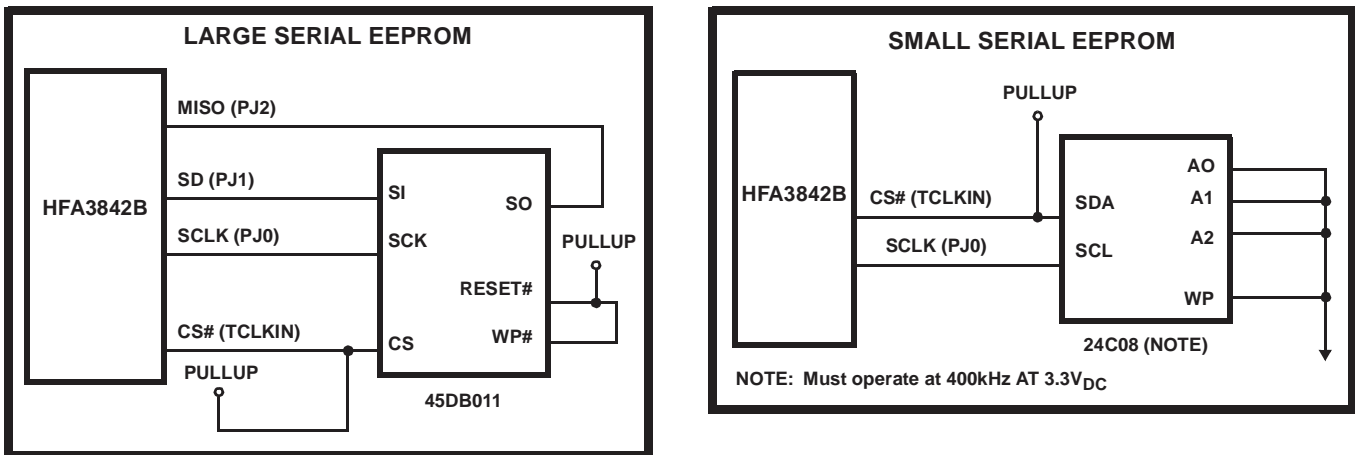 LARGE SERIAL EEPROM
HFA3842B
MISO (PJ2)
SD (PJ1)
SCLK (PJ0)
CS# (TCLKIN)
PULLUP
SI
SCK
CS
SO
RESET#
WP#
PULLUP
45DB011
SMALL SERIAL EEPROM
PULLUP
HFA3842B
CS# (TCLKIN)
SCLK (PJ0)
SDA
SCL
AO
A1
A2
WP
24C08 (NOTE)
NOTE: Must operate at 400kHz AT 3.3VDC